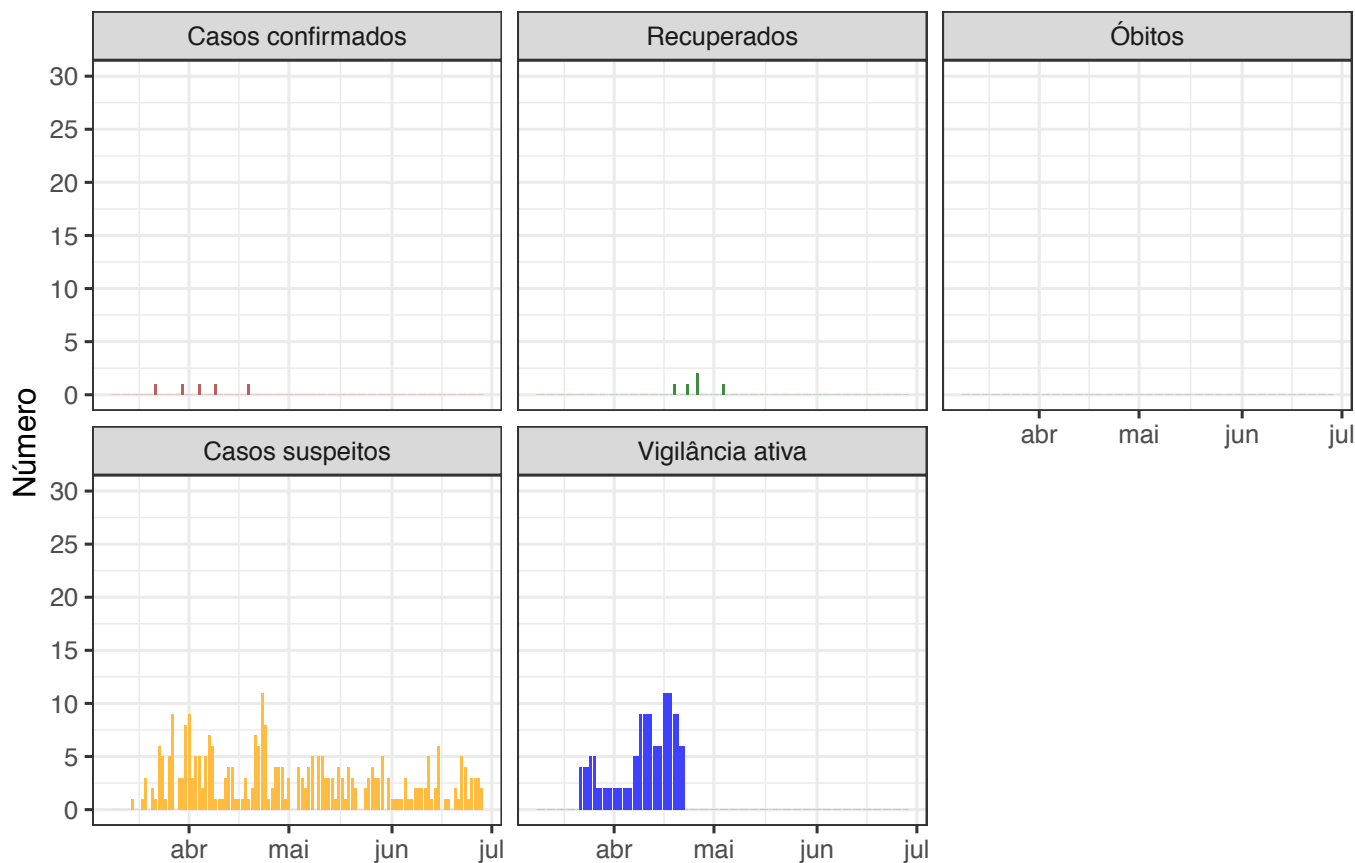 Casos confirmados
Recuperados
Óbitos
30
25
20
15
10
5
0
abr mai jun jul
Número
Casos suspeitos
Vigilância ativa
30
25
20
15
10
5
0
abr mai jun jul
abr mai jun jul